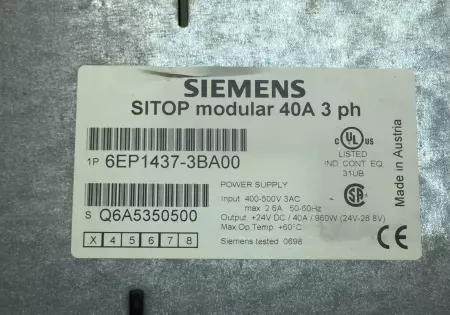 SIEMENS
SITOP modular 40A 3 ph
1P 6EP1437-3BA00
S Q6A5350500
X 4 5 6 7 8
POWER SUPPLY
Input 400-500V 3AC
max 2.6A 50-60Hz
Output +24V DC / 40A / 960W (24V-28.8V)
Max.Op.Temp. +60°C
Siemens tested 0698
C UL US
LISTED
IND. CONT. EQ.
31UB
SA
CE
Made in Austria